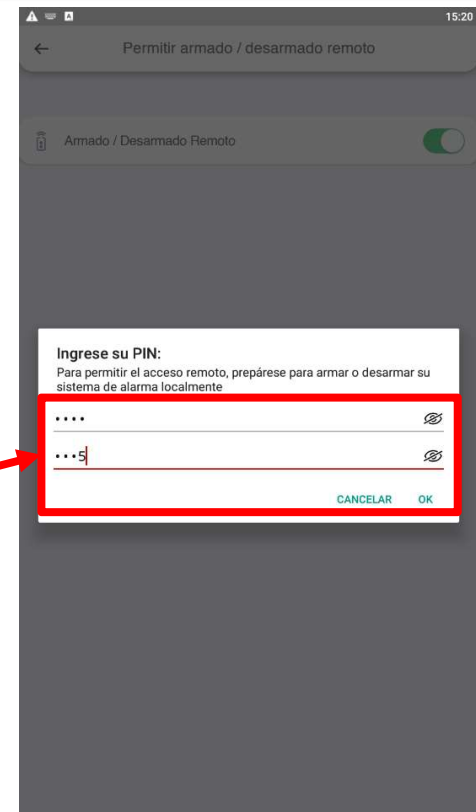 15:20
Permitir armado / desarmado remoto
Armado / Desarmado Remoto
Ingrese su PIN:
Para permitir el acceso remoto, prepárese para armar o desarmar su
sistema de alarma localmente
••••
•••5
CANCELAR OK